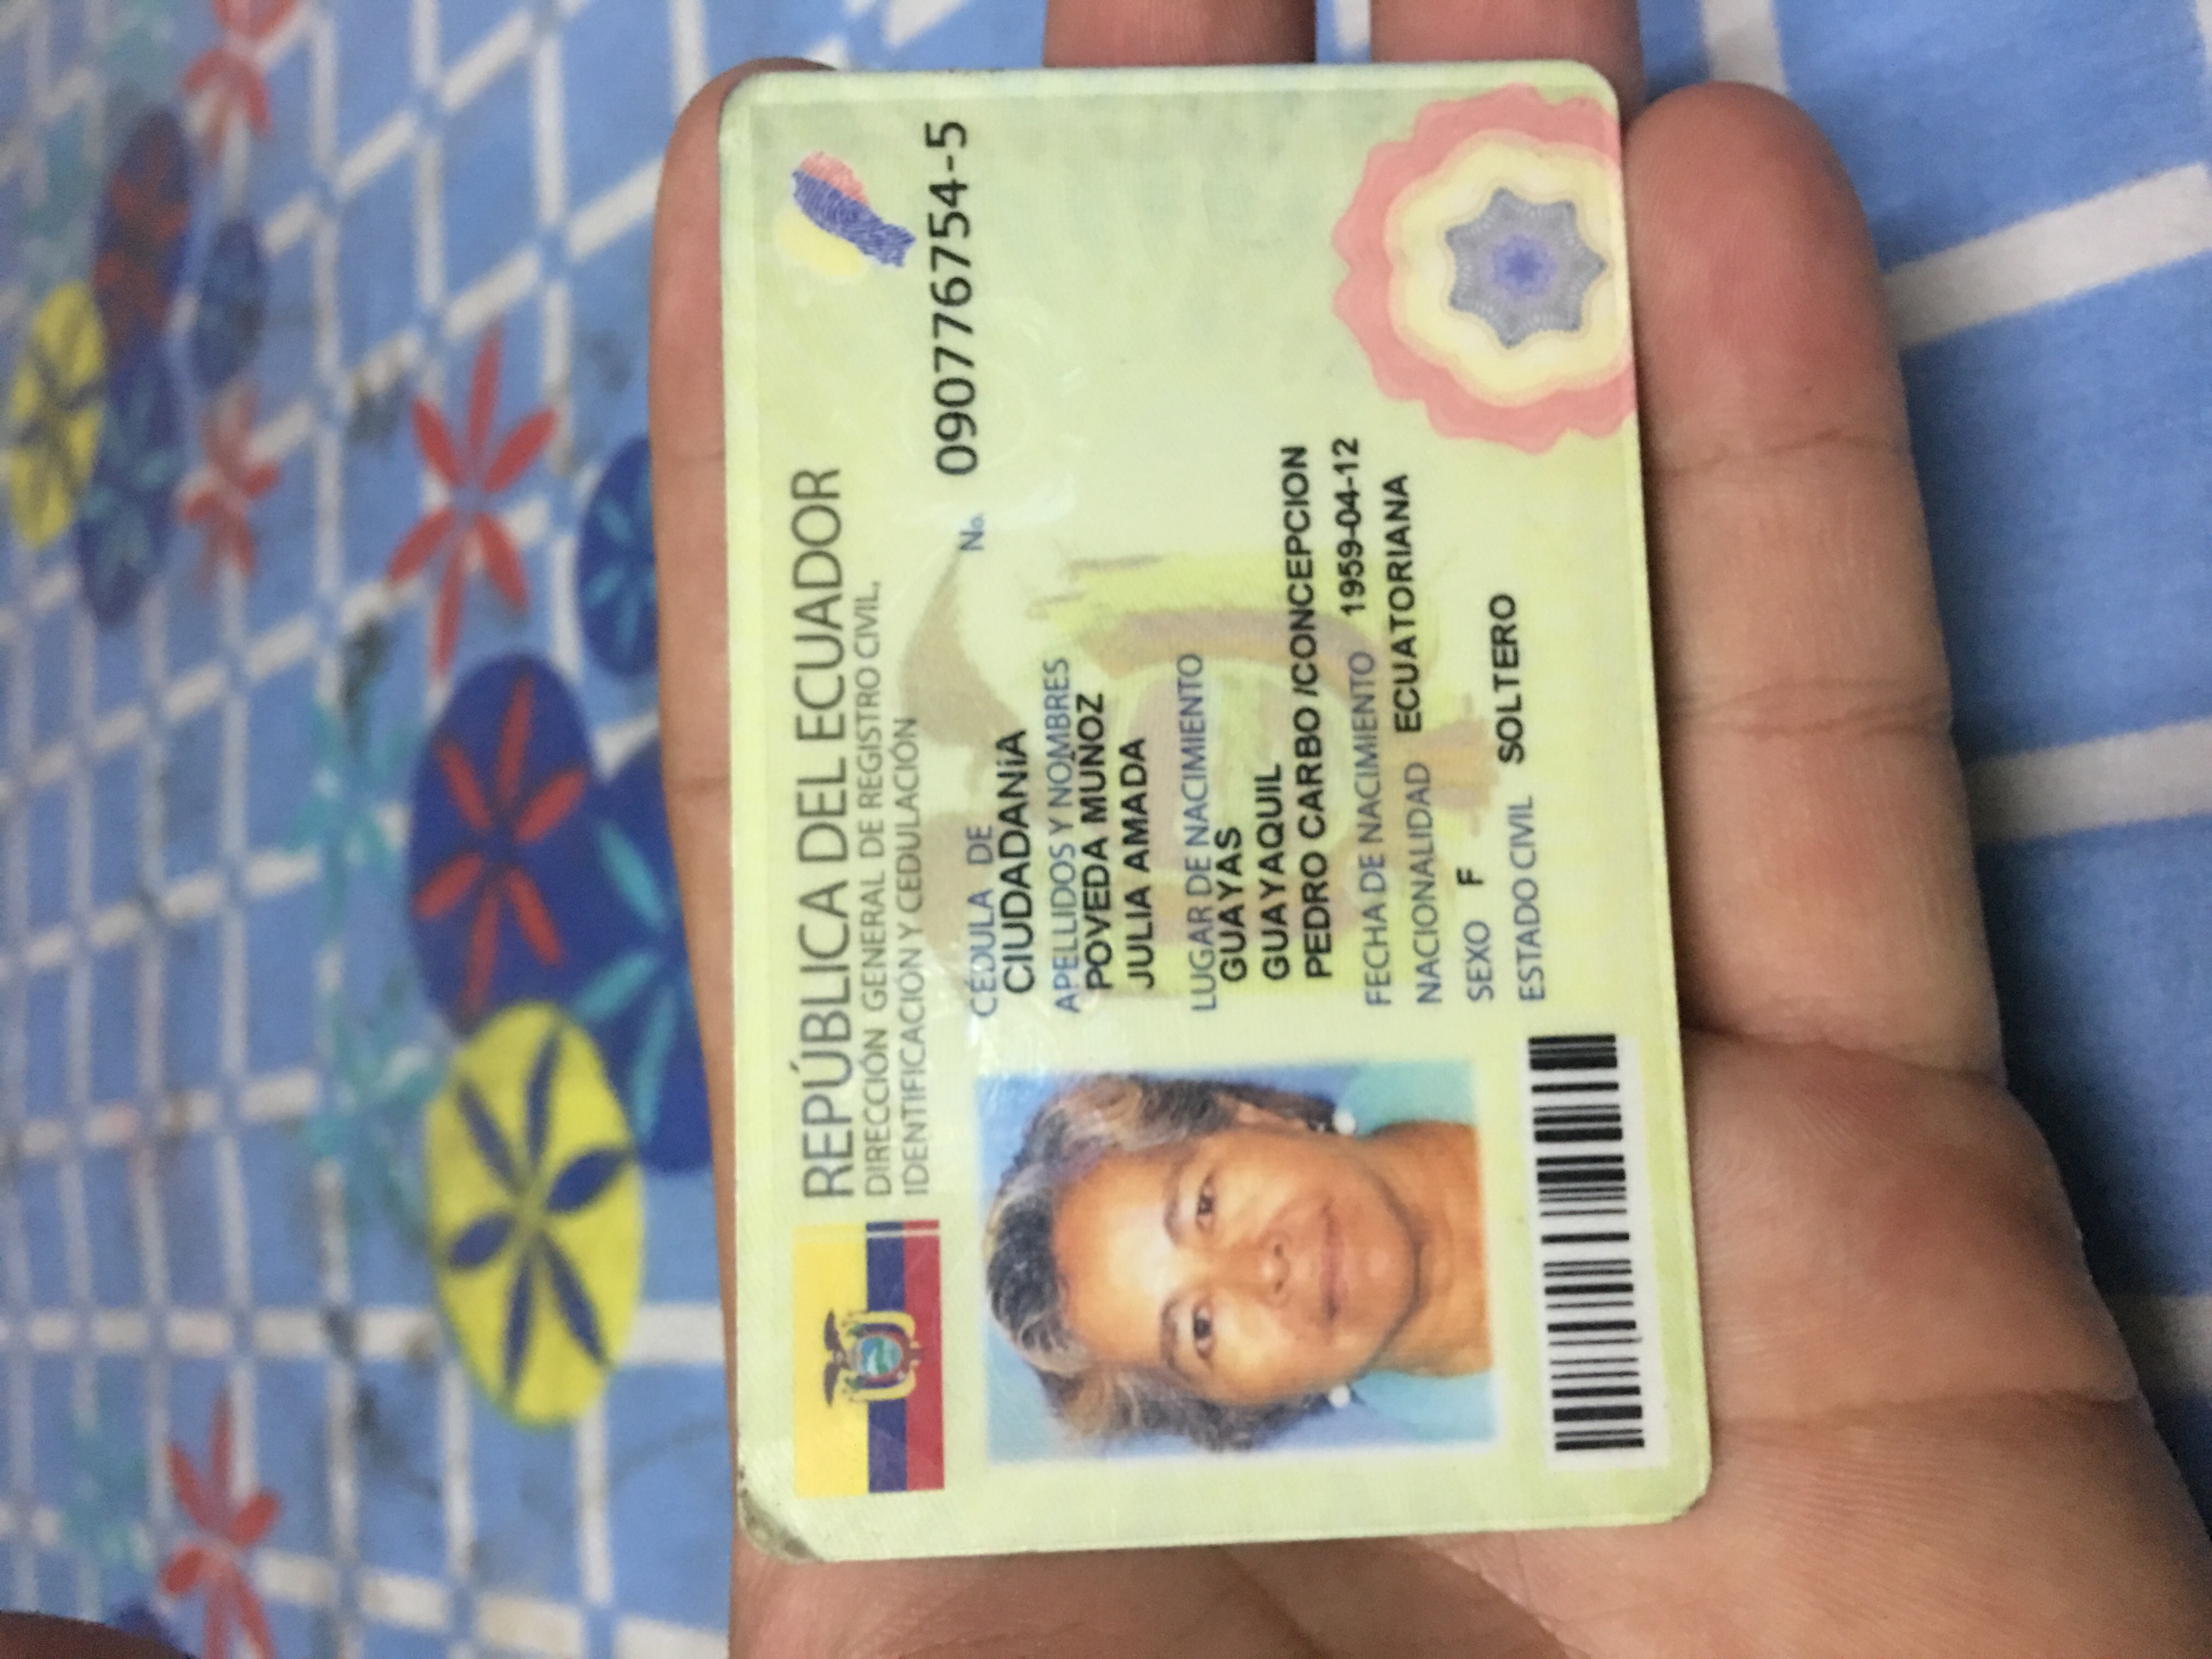 REPÚBLICA DEL ECUADOR
DIRECCIÓN GENERAL DE REGISTRO CIVIL,
IDENTIFICACIÓN Y CEDULACIÓN
CÉDULA DE No. 090776754-5
CIUDADANiA
APELLIDOS Y NOMBRES
POVEDA MUÑOZ
JULIA AMADA
LUGAR DE NACIMIENTO
GUAYAS
GUAYAQUIL
PEDRO CARBO /CONCEPCION
FECHA DE NACIMIENTO 1959-04-12
NACIONALIDAD ECUATORIANA
SEXO F
ESTADO CIVIL SOLTERO